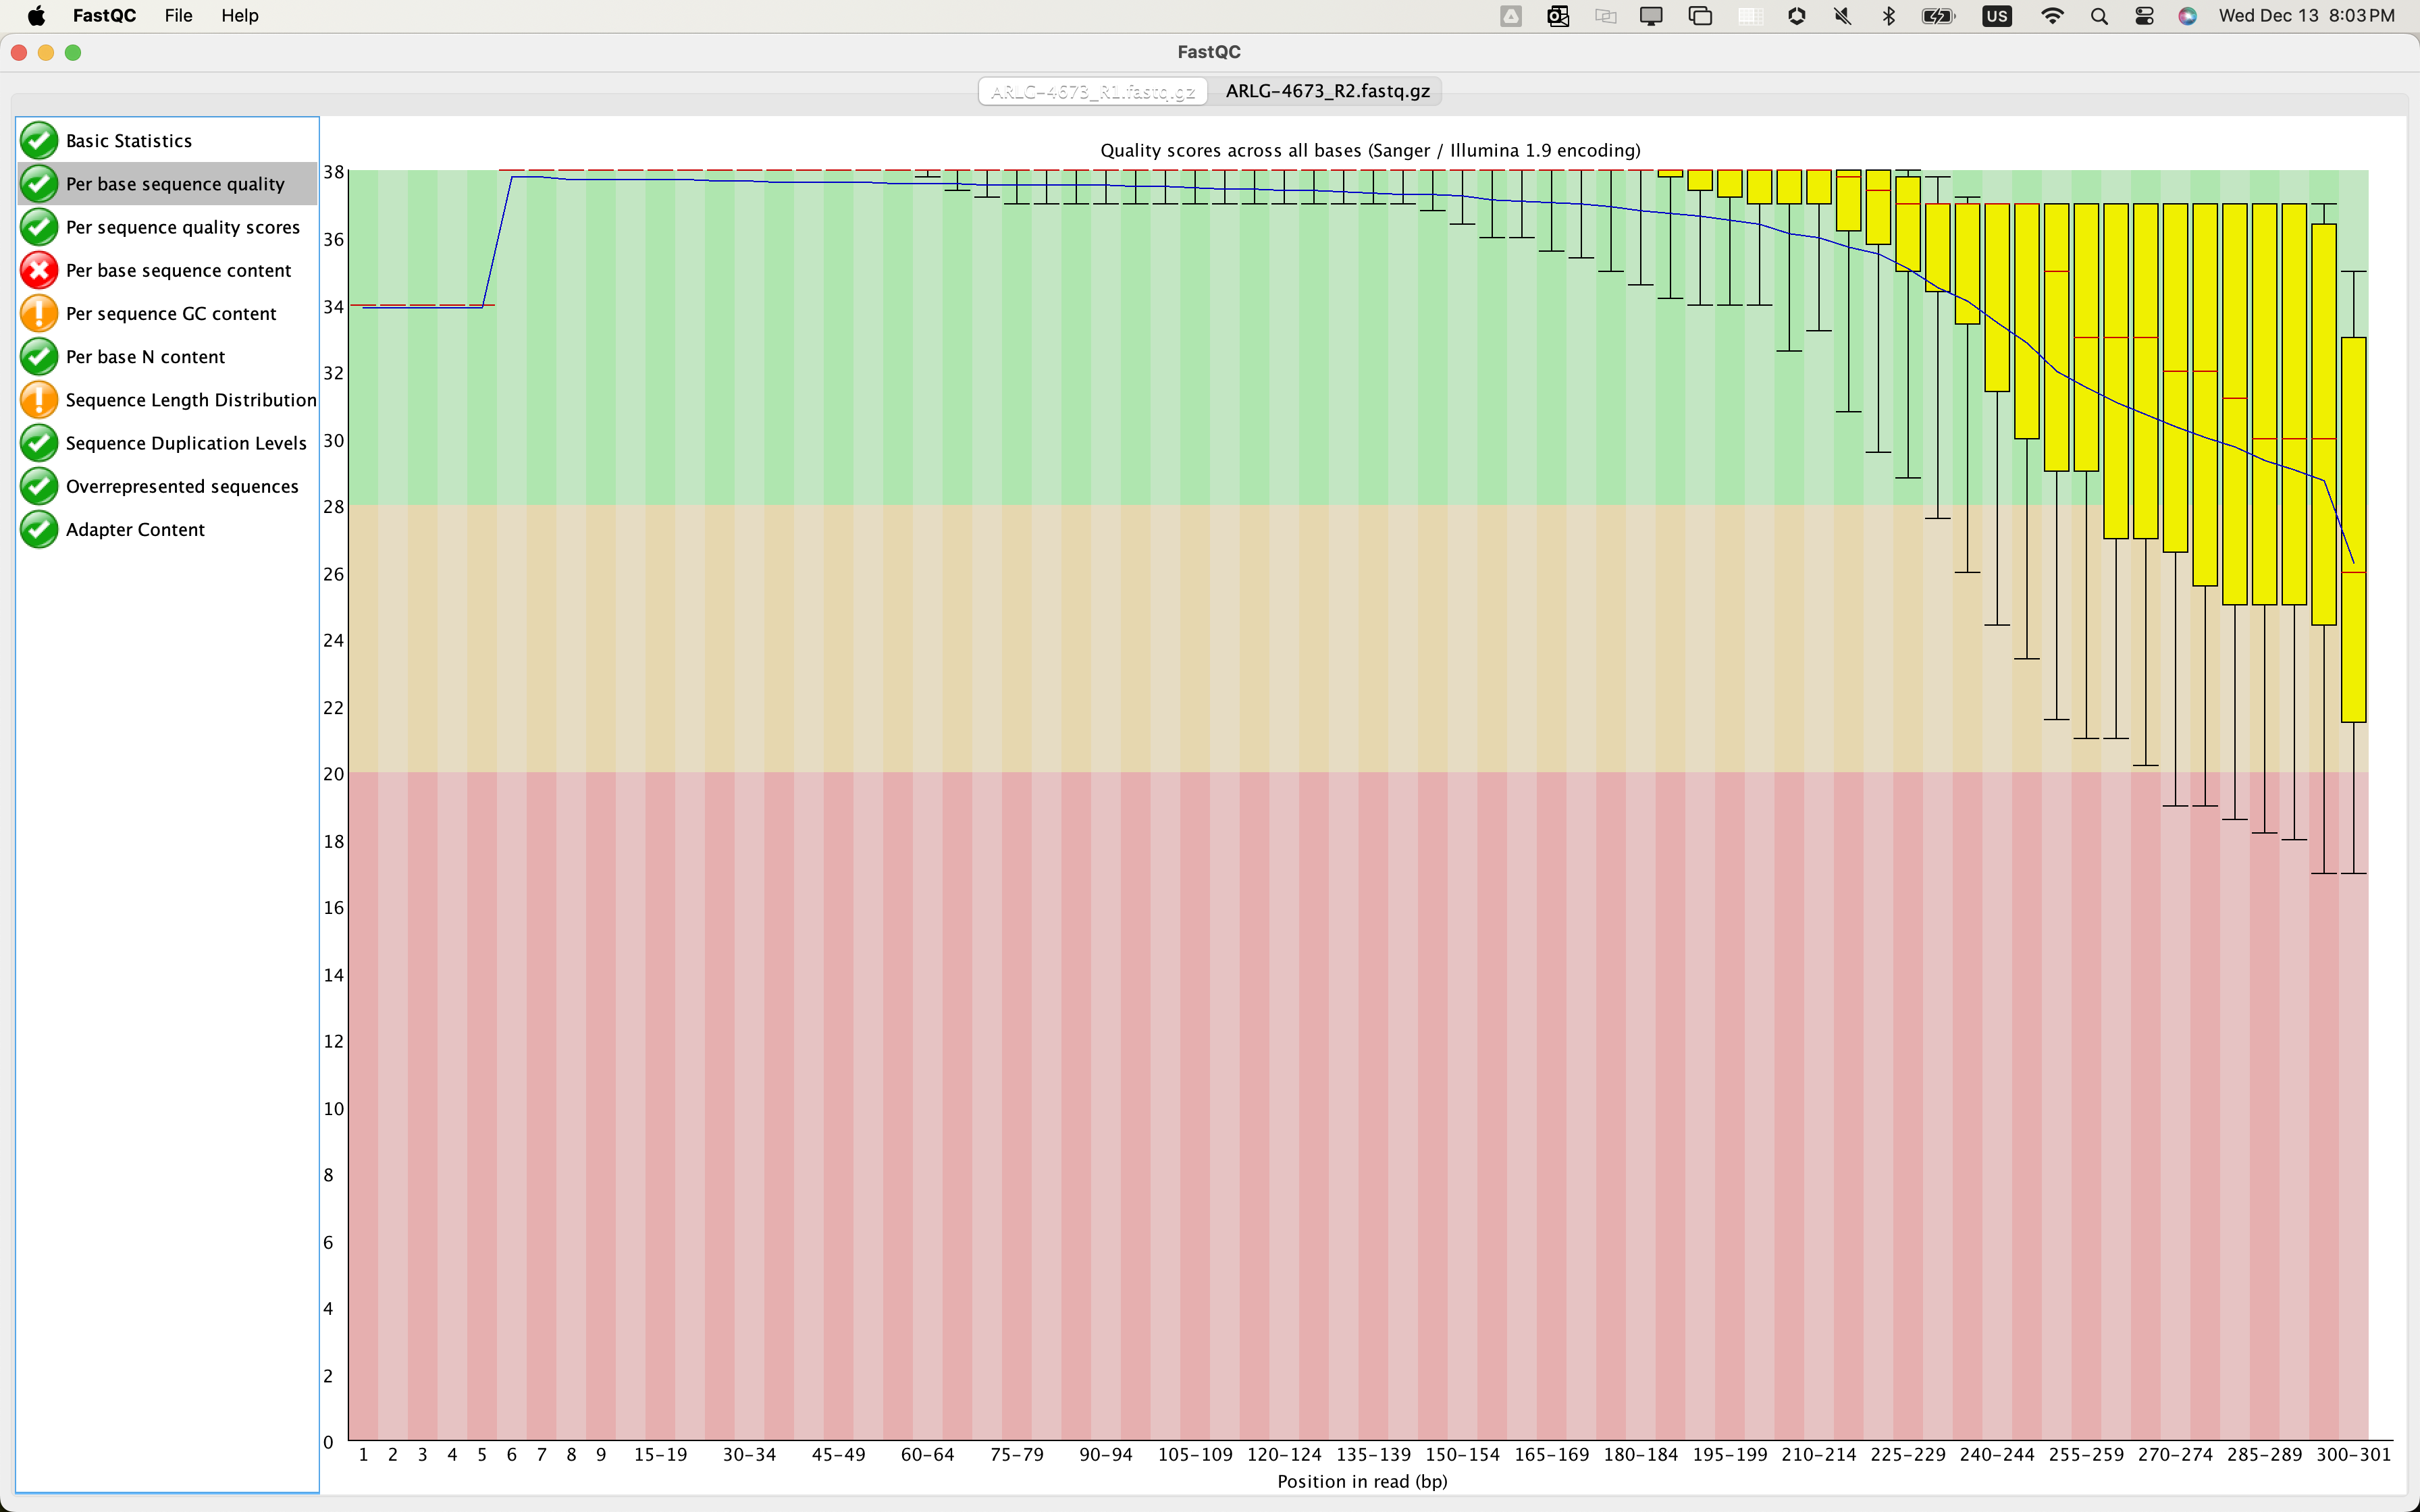 FastQC File Help US Wed Dec 13 8:03 PM
FastQC
ARLG-4673_R1.fastq.gz ARLG-4673_R2.fastq.gz
Basic Statistics
Per base sequence quality
Per sequence quality scores
Per base sequence content
Per sequence GC content
Per base N content
Sequence Length Distribution
Sequence Duplication Levels
Overrepresented sequences
Adapter Content
Quality scores across all bases (Sanger / Illumina 1.9 encoding)
38
36
34
32
30
28
26
24
22
20
18
16
14
12
10
8
6
4
2
0
1 2 3 4 5 6 7 8 9 15-19 30-34 45-49 60-64 75-79 90-94 105-109 120-124 135-139 150-154 165-169 180-184 195-199 210-214 225-229 240-244 255-259 270-274 285-289 300-301
Position in read (bp)